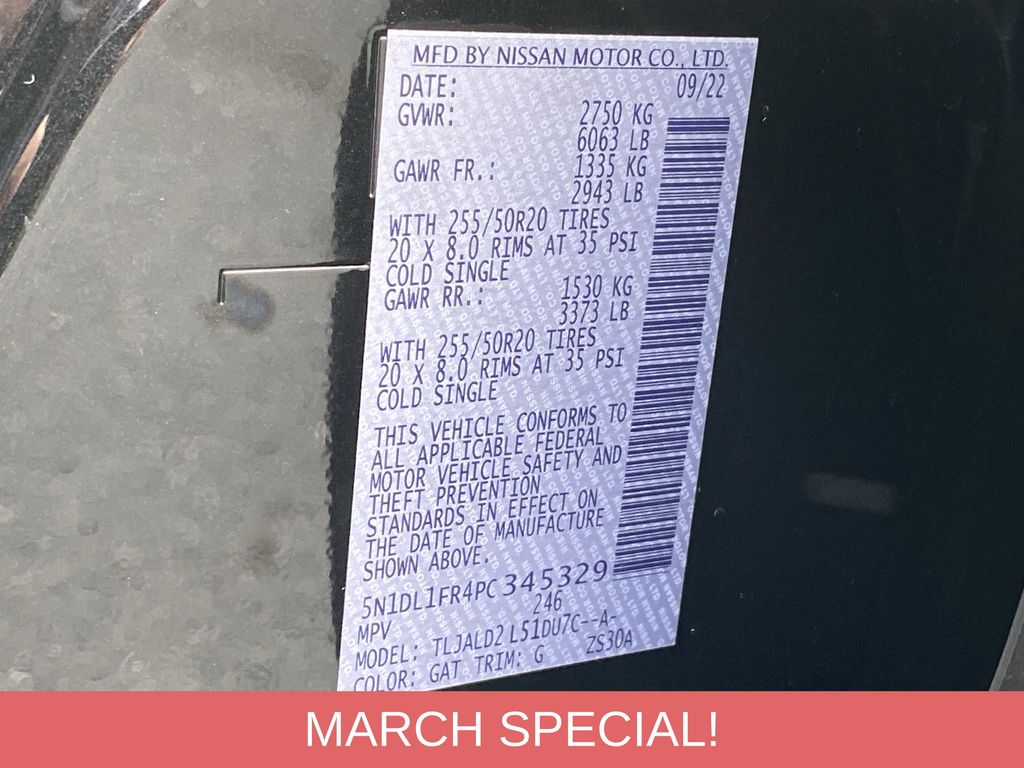 MFD BY NISSAN MOTOR CO., LTD.
DATE: 09/22
GVWR: 2750 KG
6063 LB
GAWR FR.: 1335 KG
2943 LB
WITH 255/50R20 TIRES
20 X 8.0 RIMS AT 35 PSI
COLD SINGLE
GAWR RR.: 1530 KG
3373 LB
WITH 255/50R20 TIRES
20 X 8.0 RIMS AT 35 PSI
COLD SINGLE
THIS VEHICLE CONFORMS TO
ALL APPLICABLE FEDERAL
MOTOR VEHICLE SAFETY AND
THEFT PREVENTION
STANDARDS IN EFFECT ON
THE DATE OF MANUFACTURE
SHOWN ABOVE.
5N1DL1FR4PC345329
MPV 246
MODEL: TLJALD2 L51DU7C--A-
COLOR: GAT TRIM: G ZS30A
MARCH SPECIAL!